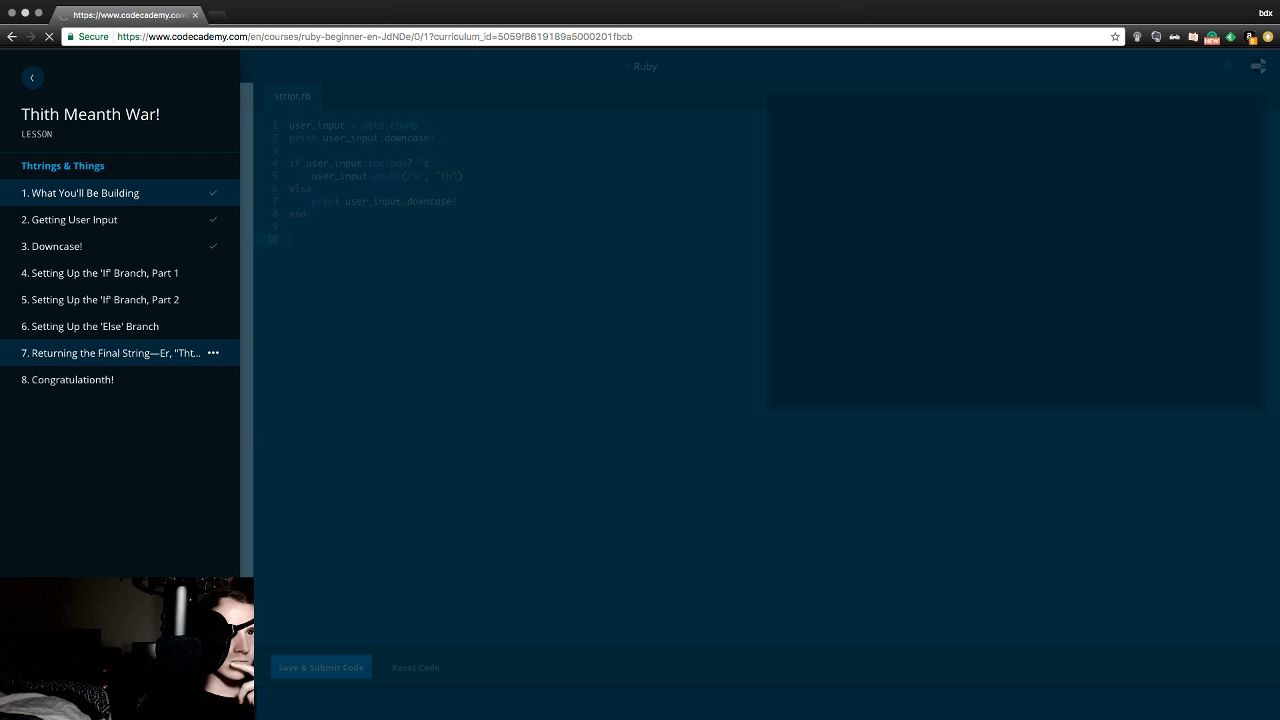 https://www.codecademy.com
bdx
Secure
https://www.codecademy.com/en/courses/ruby-beginner-en-JdNDe/0/1?curriculum_id=5059f8619189a5000201fbcb
NEW
Ruby
Thith Meanth War!
LESSON
Thtrings & Things
1. What You'll Be Building
2. Getting User Input
3. Downcase!
4. Setting Up the 'If' Branch, Part 1
5. Setting Up the 'If' Branch, Part 2
6. Setting Up the 'Else' Branch
7. Returning the Final String—Er, "Tht...
8. Congratulationth!
script.rb
1 user_input = gets.chomp
2 print user_input.downcase!
3
4 if user_input.include? "s"
5 user_input.gsub!(/s/, "th")
6 else
7 print user_input.downcase!
8 end
9
10
Save & Submit Code
Reset Code